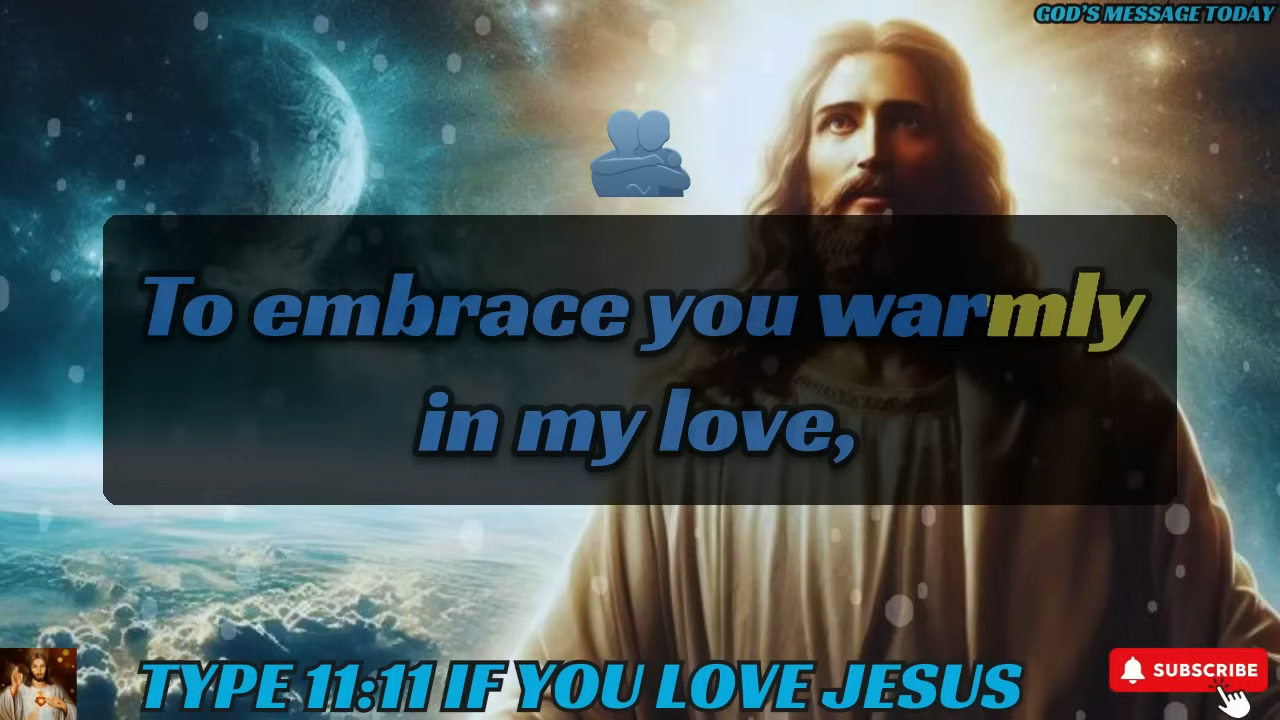 GOD'S MESSAGE TODAY
To embrace you warmly
in my love,
TYPE 11:11 IF YOU LOVE JESUS
SUBSCRIBE